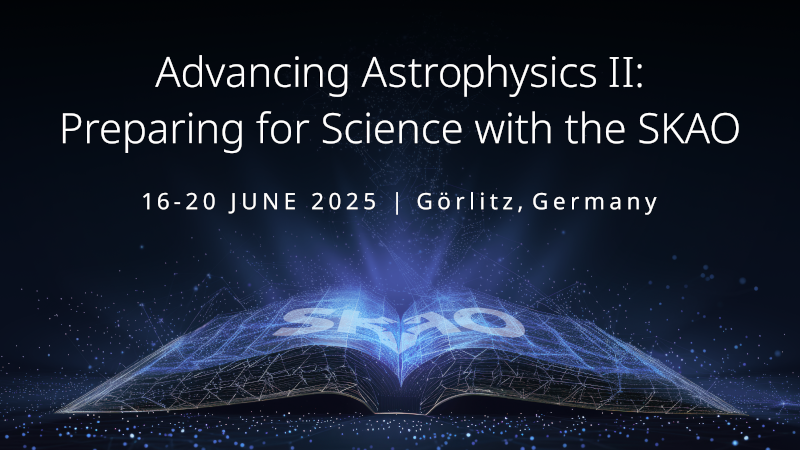 Advancing Astrophysics II:
Preparing for Science with the SKAO
16-20 JUNE 2025 | Görlitz, Germany
SKAO